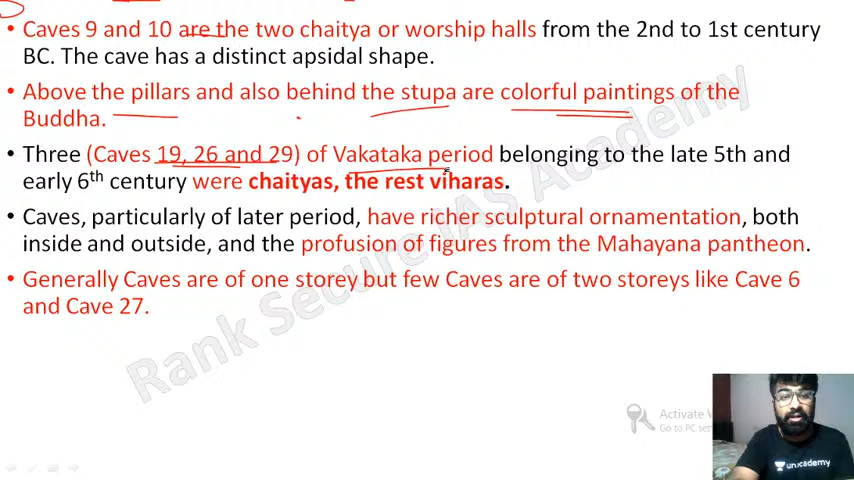 • Caves 9 and 10 are the two chaitya or worship halls from the 2nd to 1st century
BC. The cave has a distinct apsidal shape.
• Above the pillars and also behind the stupa are colorful paintings of the
Buddha.
• Three (Caves 19, 26 and 29) of Vakataka period belonging to the late 5th and
early 6th century were chaityas, the rest viharas.
• Caves, particularly of later period, have richer sculptural ornamentation, both
inside and outside, and the profusion of figures from the Mahayana pantheon.
• Generally Caves are of one storey but few Caves are of two storeys like Cave 6
and Cave 27.
Rank Secure IAS Academy
Activate
Go to PC
unacademy